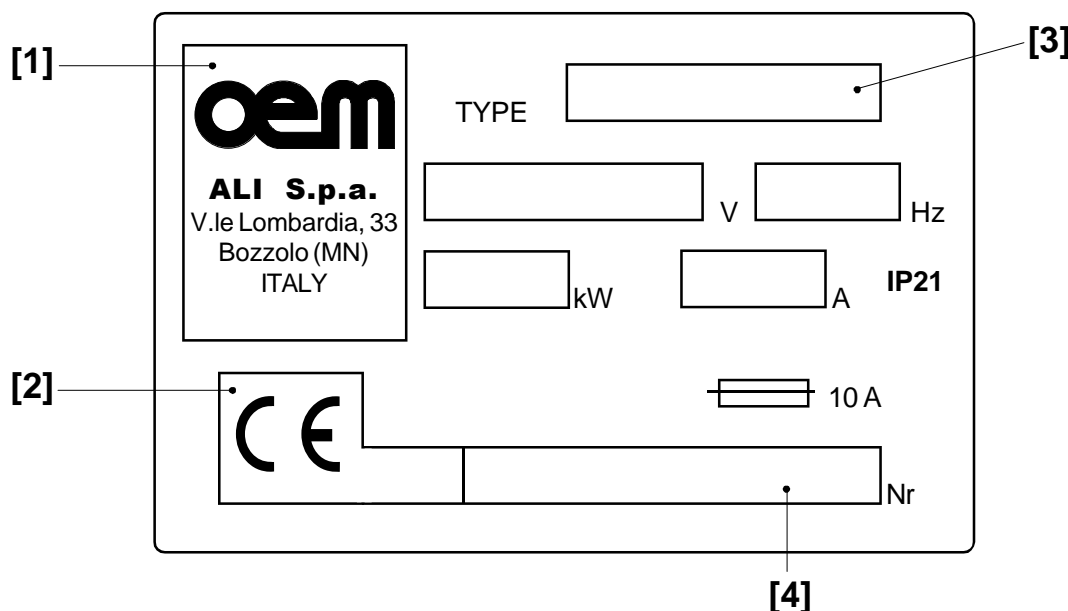 [1]
[3]
oem
TYPE
ALI S.p.a.
V.le Lombardia, 33
Bozzolo (MN)
ITALY
V
Hz
kW
A
IP21
[2]
10 A
CE
Nr
[4]